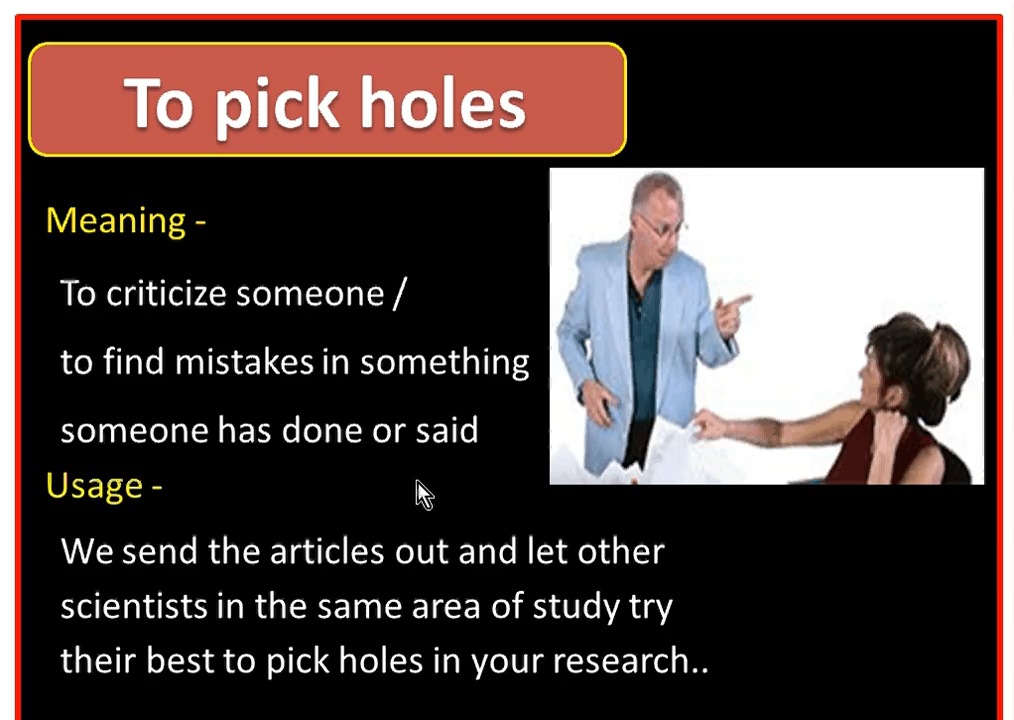 To pick holes
Meaning -
To criticize someone /
to find mistakes in something
someone has done or said
Usage -
We send the articles out and let other
scientists in the same area of study try
their best to pick holes in your research..